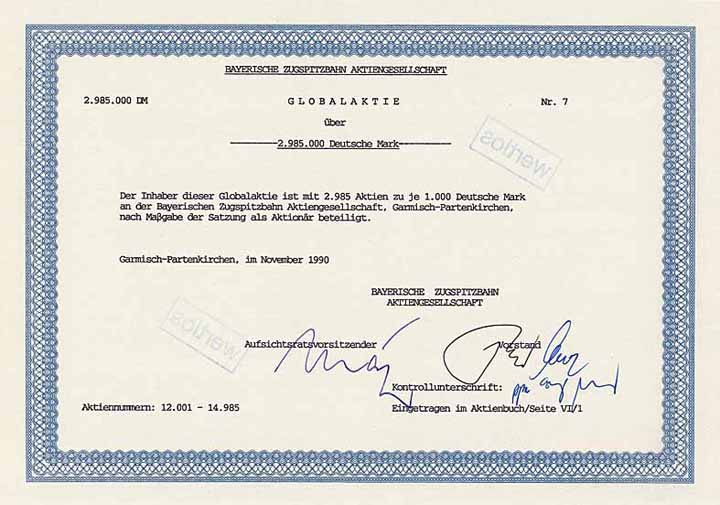 BAYERISCHE ZUGSPITZBAHN AKTIENGESELLSCHAFT
2.985.000 DM GLOBALAKTIE Nr. 7
über
2.985.000 Deutsche Mark
wertlos
Der Inhaber dieser Globalaktie ist mit 2.985 Aktien zu je 1.000 Deutsche Mark
an der Bayerischen Zugspitzbahn Aktiengesellschaft, Garmisch-Partenkirchen,
nach Maßgabe der Satzung als Aktionär beteiligt.
Garmisch-Partenkirchen, im November 1990
BAYERISCHE ZUGSPITZBAHN
AKTIENGESELLSCHAFT
wertlos
Aufsichtsratsvorsitzender Vorstand
Kontrollunterschrift:
Aktiennummern: 12.001 - 14.985 Eingetragen im Aktienbuch/Seite VI/1